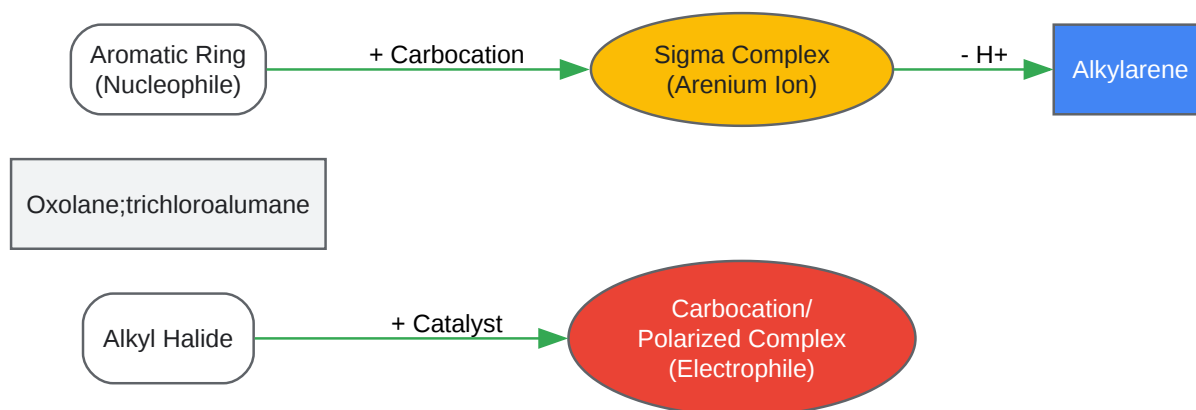 Aromatic Ring
(Nucleophile)
+ Carbocation
Sigma Complex
(Arenium Ion)
- H+
Alkylarene
Oxolane;trichloroalumane
Alkyl Halide
+ Catalyst
Carbocation/
Polarized Complex
(Electrophile)